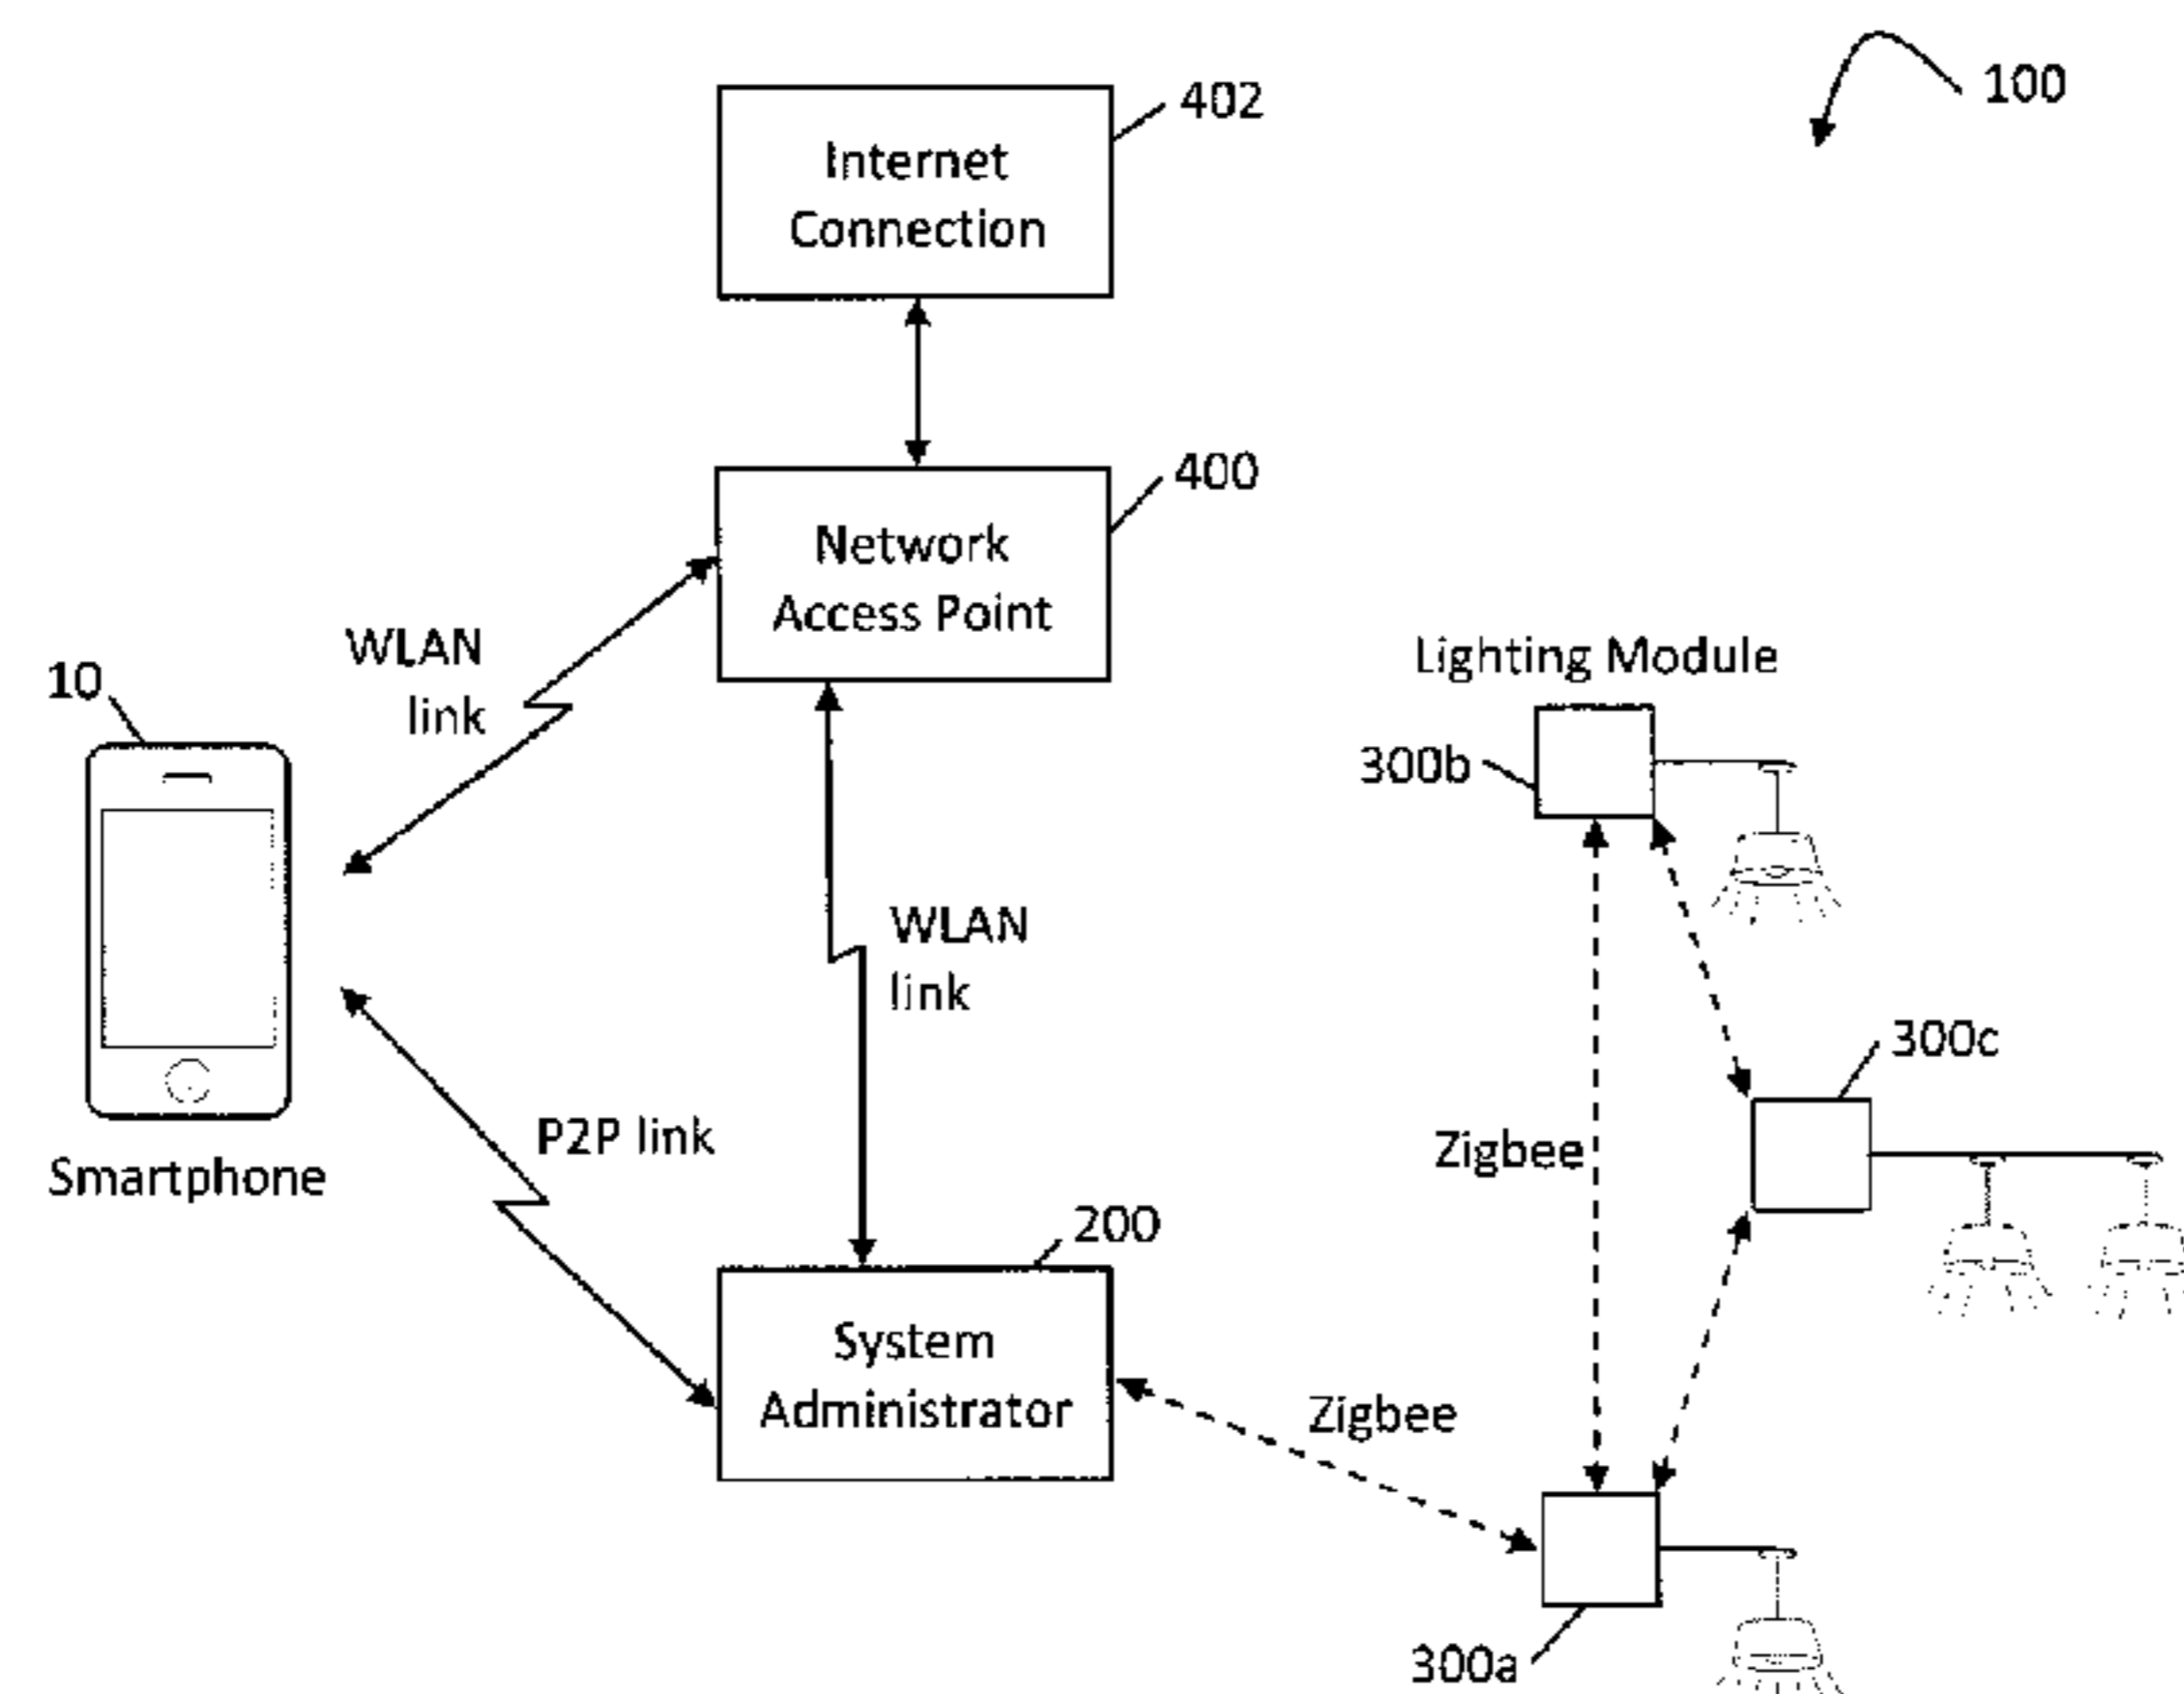 100
402
Internet
Connection
400
Network
Access Point
WLAN
link
10
Smartphone
WLAN
link
P2P link
200
System
Administrator
Lighting Module
300b
300c
Zigbee
Zigbee
300a